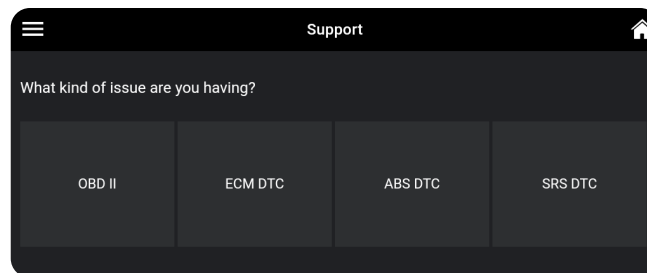 Support
What kind of issue are you having?
OBD II
ECM DTC
ABS DTC
SRS DTC